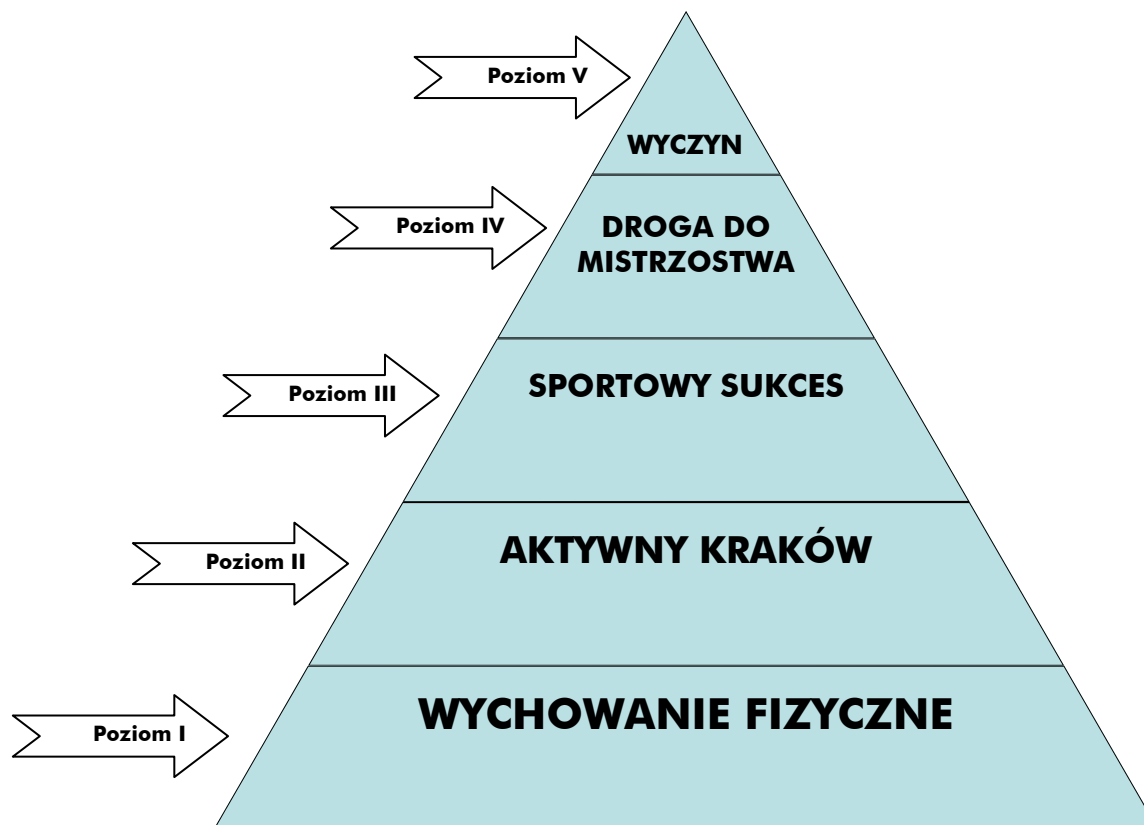 Poziom V
WYCZYN
Poziom IV
DROGA DO
MISTRZOSTWA
Poziom III
SPORTOWY SUKCES
Poziom II
AKTYWNY KRAKÓW
Poziom I
WYCHOWANIE FIZYCZNE